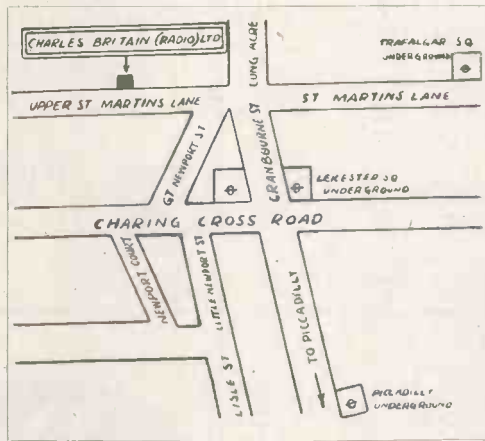 CHARLES BRITAIN (RADIO) LTD
LONG ACRE
TRAFALGAR SQ
UNDERGROUND
UPPER ST MARTINS LANE
ST MARTINS LANE
GT NEWPORT ST
CRANBOURNE ST
LEICESTER SQ
UNDERGROUND
CHARING CROSS ROAD
NEWPORT COURT
LITTLE NEWPORT ST
LISLE ST
TO PICCADILLY
PICCADILLY
UNDERGROUND